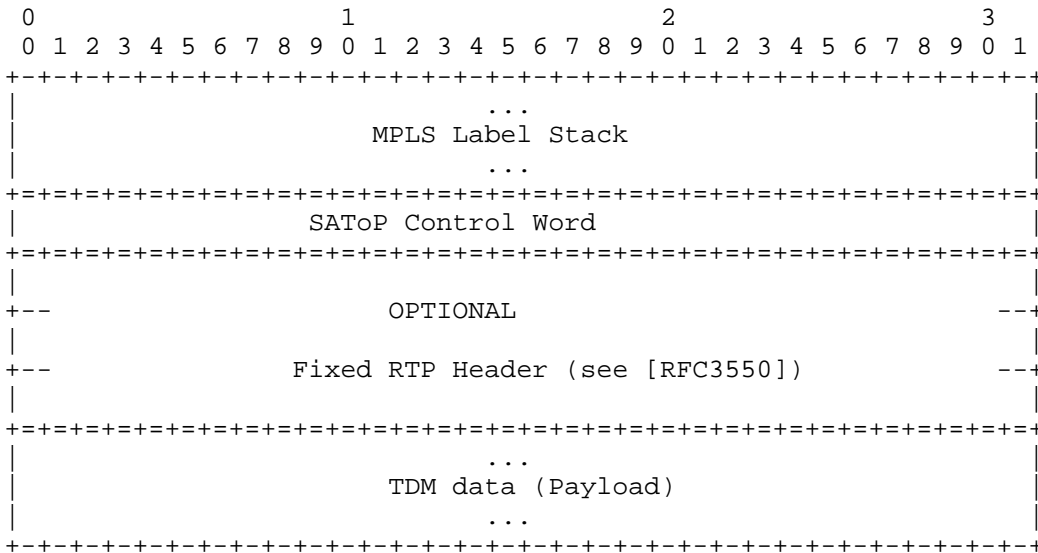 0                   1                   2                   3
 0 1 2 3 4 5 6 7 8 9 0 1 2 3 4 5 6 7 8 9 0 1 2 3 4 5 6 7 8 9 0 1
+-+-+-+-+-+-+-+-+-+-+-+-+-+-+-+-+-+-+-+-+-+-+-+-+-+-+-+-+-+-+-+-+
|                             ...                               |
|                      MPLS Label Stack                         |
|                             ...                               |
+=+=+=+=+=+=+=+=+=+=+=+=+=+=+=+=+=+=+=+=+=+=+=+=+=+=+=+=+=+=+=+=+
|                  SAToP Control Word                           |
+=+=+=+=+=+=+=+=+=+=+=+=+=+=+=+=+=+=+=+=+=+=+=+=+=+=+=+=+=+=+=+=+
|                                                               |
+--                     OPTIONAL                              --+
|                                                               |
+--               Fixed RTP Header (see [RFC3550])            --+
|                                                               |
+=+=+=+=+=+=+=+=+=+=+=+=+=+=+=+=+=+=+=+=+=+=+=+=+=+=+=+=+=+=+=+=+
|                             ...                               |
|                       TDM data (Payload)                      |
|                             ...                               |
+-+-+-+-+-+-+-+-+-+-+-+-+-+-+-+-+-+-+-+-+-+-+-+-+-+-+-+-+-+-+-+-+